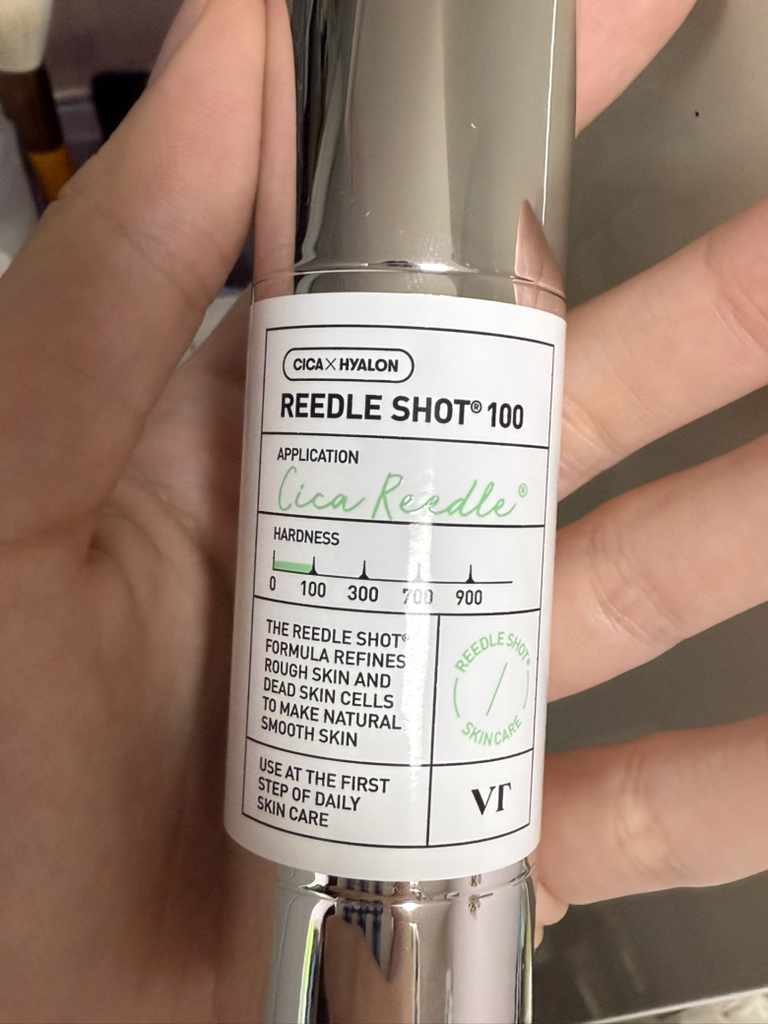 CICA×HYALON
REEDLE SHOT® 100
APPLICATION
Cica Reedle®
HARDNESS
0 100 300 700 900
THE REEDLE SHOT®
FORMULA REFINES
ROUGH SKIN AND
DEAD SKIN CELLS
TO MAKE NATURAL
SMOOTH SKIN
REEDLE SHOT®
SKINCARE
USE AT THE FIRST
STEP OF DAILY
SKIN CARE
VT